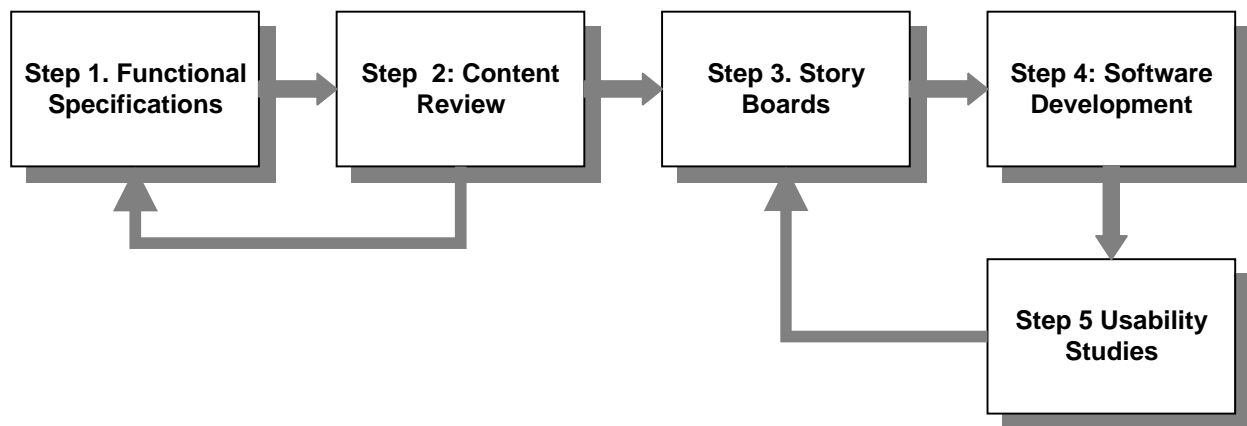 Step 1. Functional
Specifications
Step 2: Content
Review
Step 3. Story
Boards
Step 4: Software
Development
Step 5 Usability
Studies